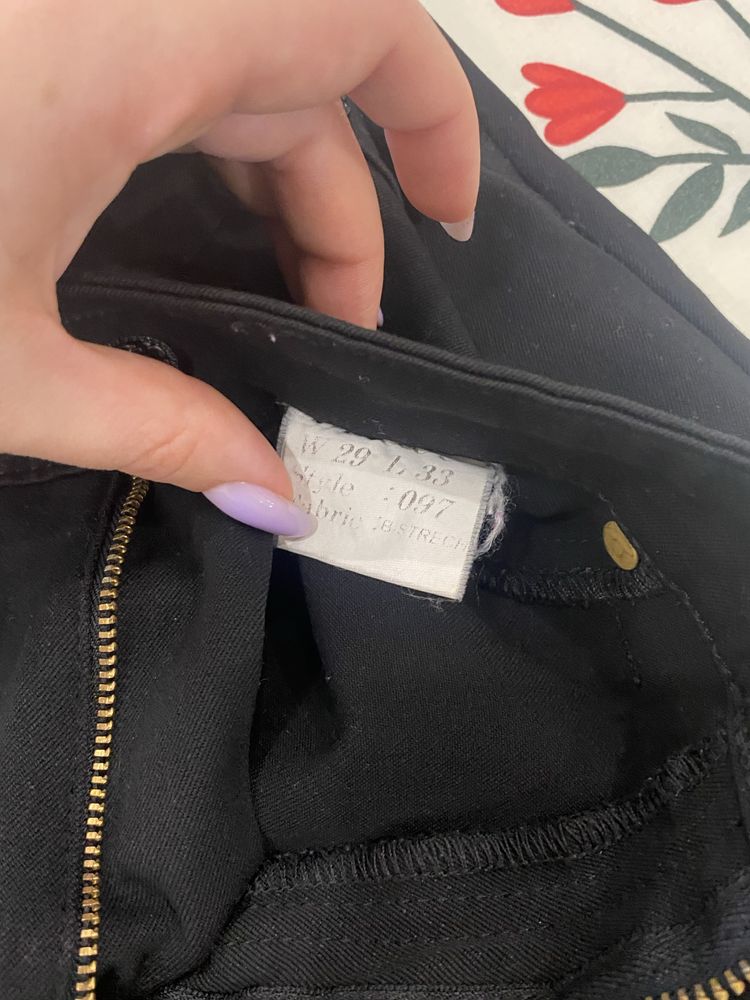 W 29 L 33
Style : 097
Fabric :B-STRECH